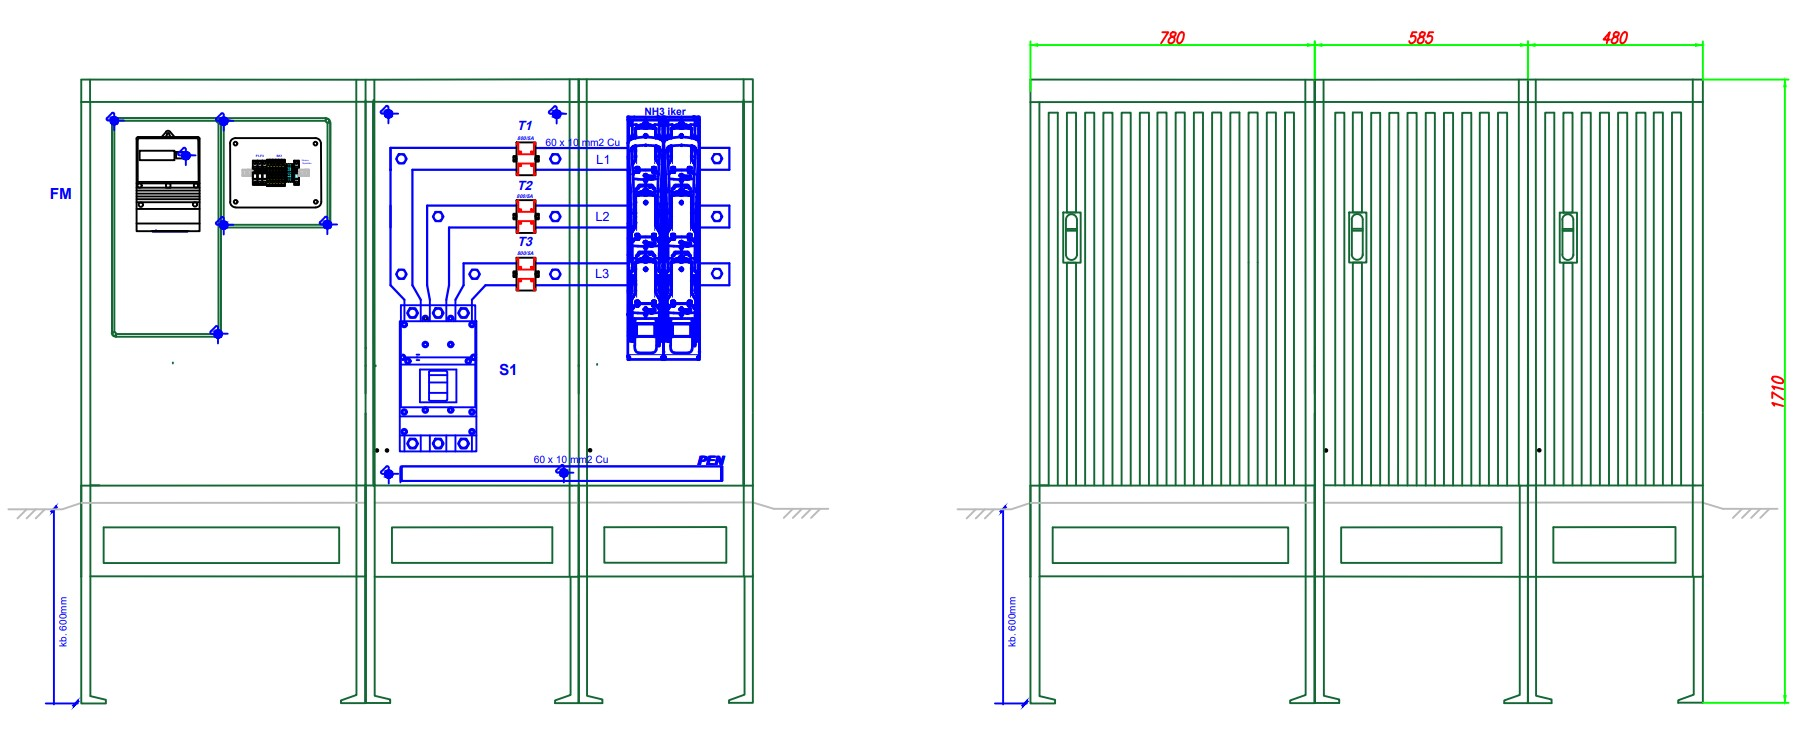 780
585
480
NH3 iker
T1
60 x 10 mm2 Cu
L1
FM
T2
L2
T3
L3
S1
1710
60 x 10 mm2 Cu
PEN
kb. 600mm
kb. 600mm